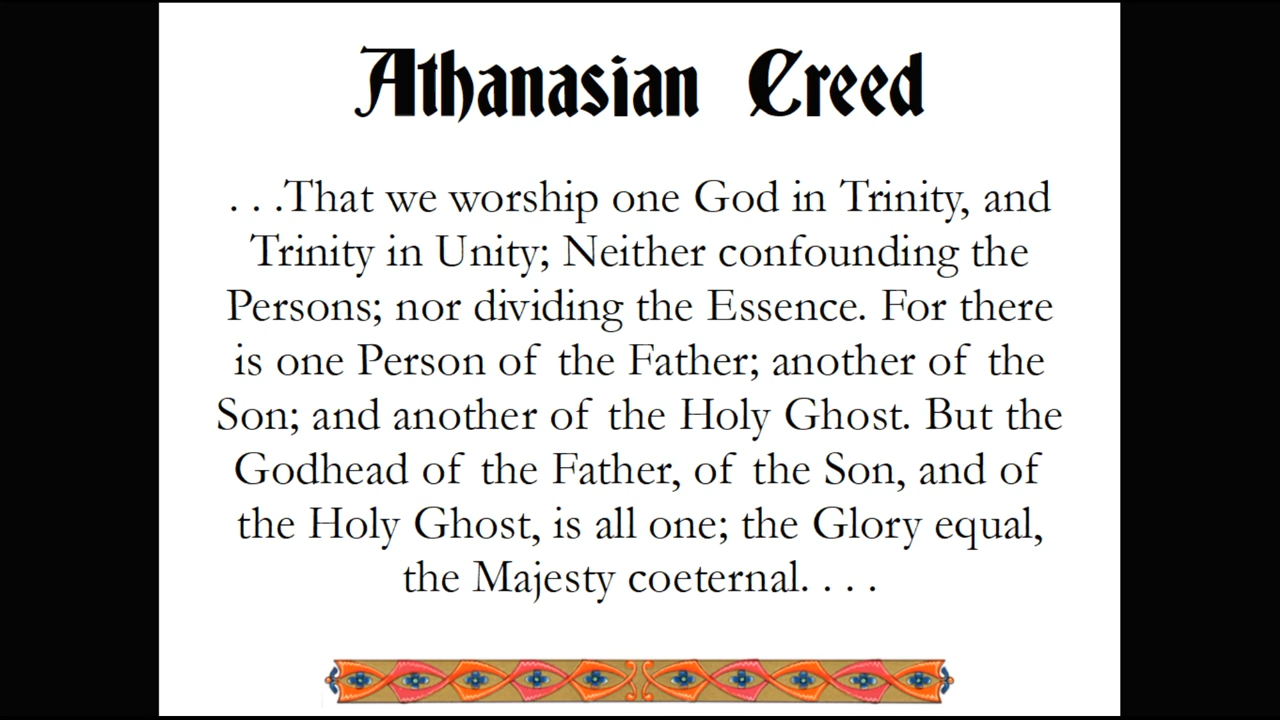 Athanasian Creed
. . .That we worship one God in Trinity, and
Trinity in Unity; Neither confounding the
Persons; nor dividing the Essence. For there
is one Person of the Father; another of the
Son; and another of the Holy Ghost. But the
Godhead of the Father, of the Son, and of
the Holy Ghost, is all one; the Glory equal,
the Majesty coeternal. . . .